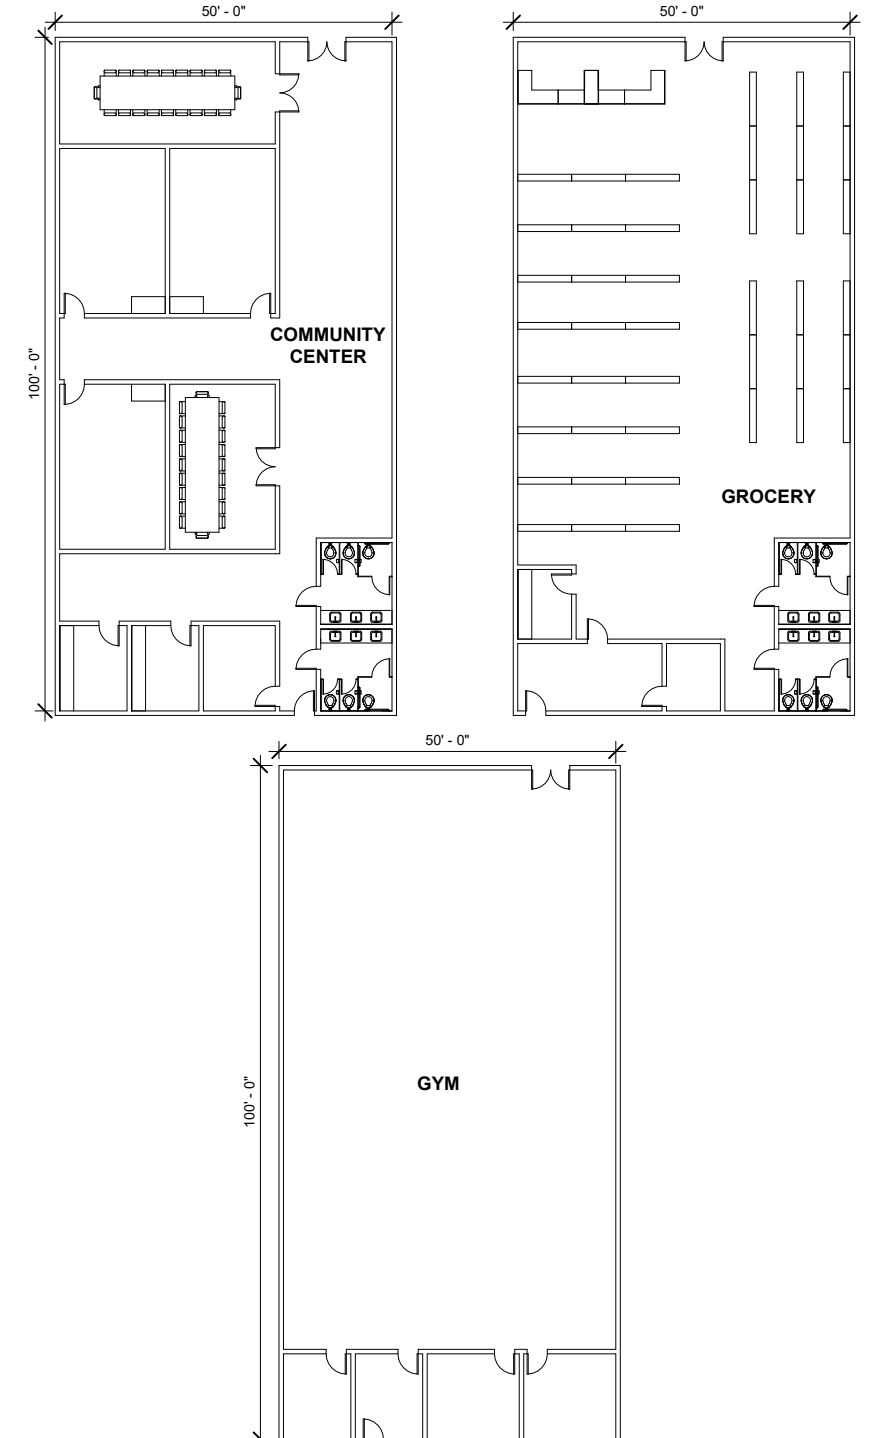 50' - 0"
50' - 0"
100' - 0"
COMMUNITY
CENTER
GROCERY
50' - 0"
100' - 0"
GYM